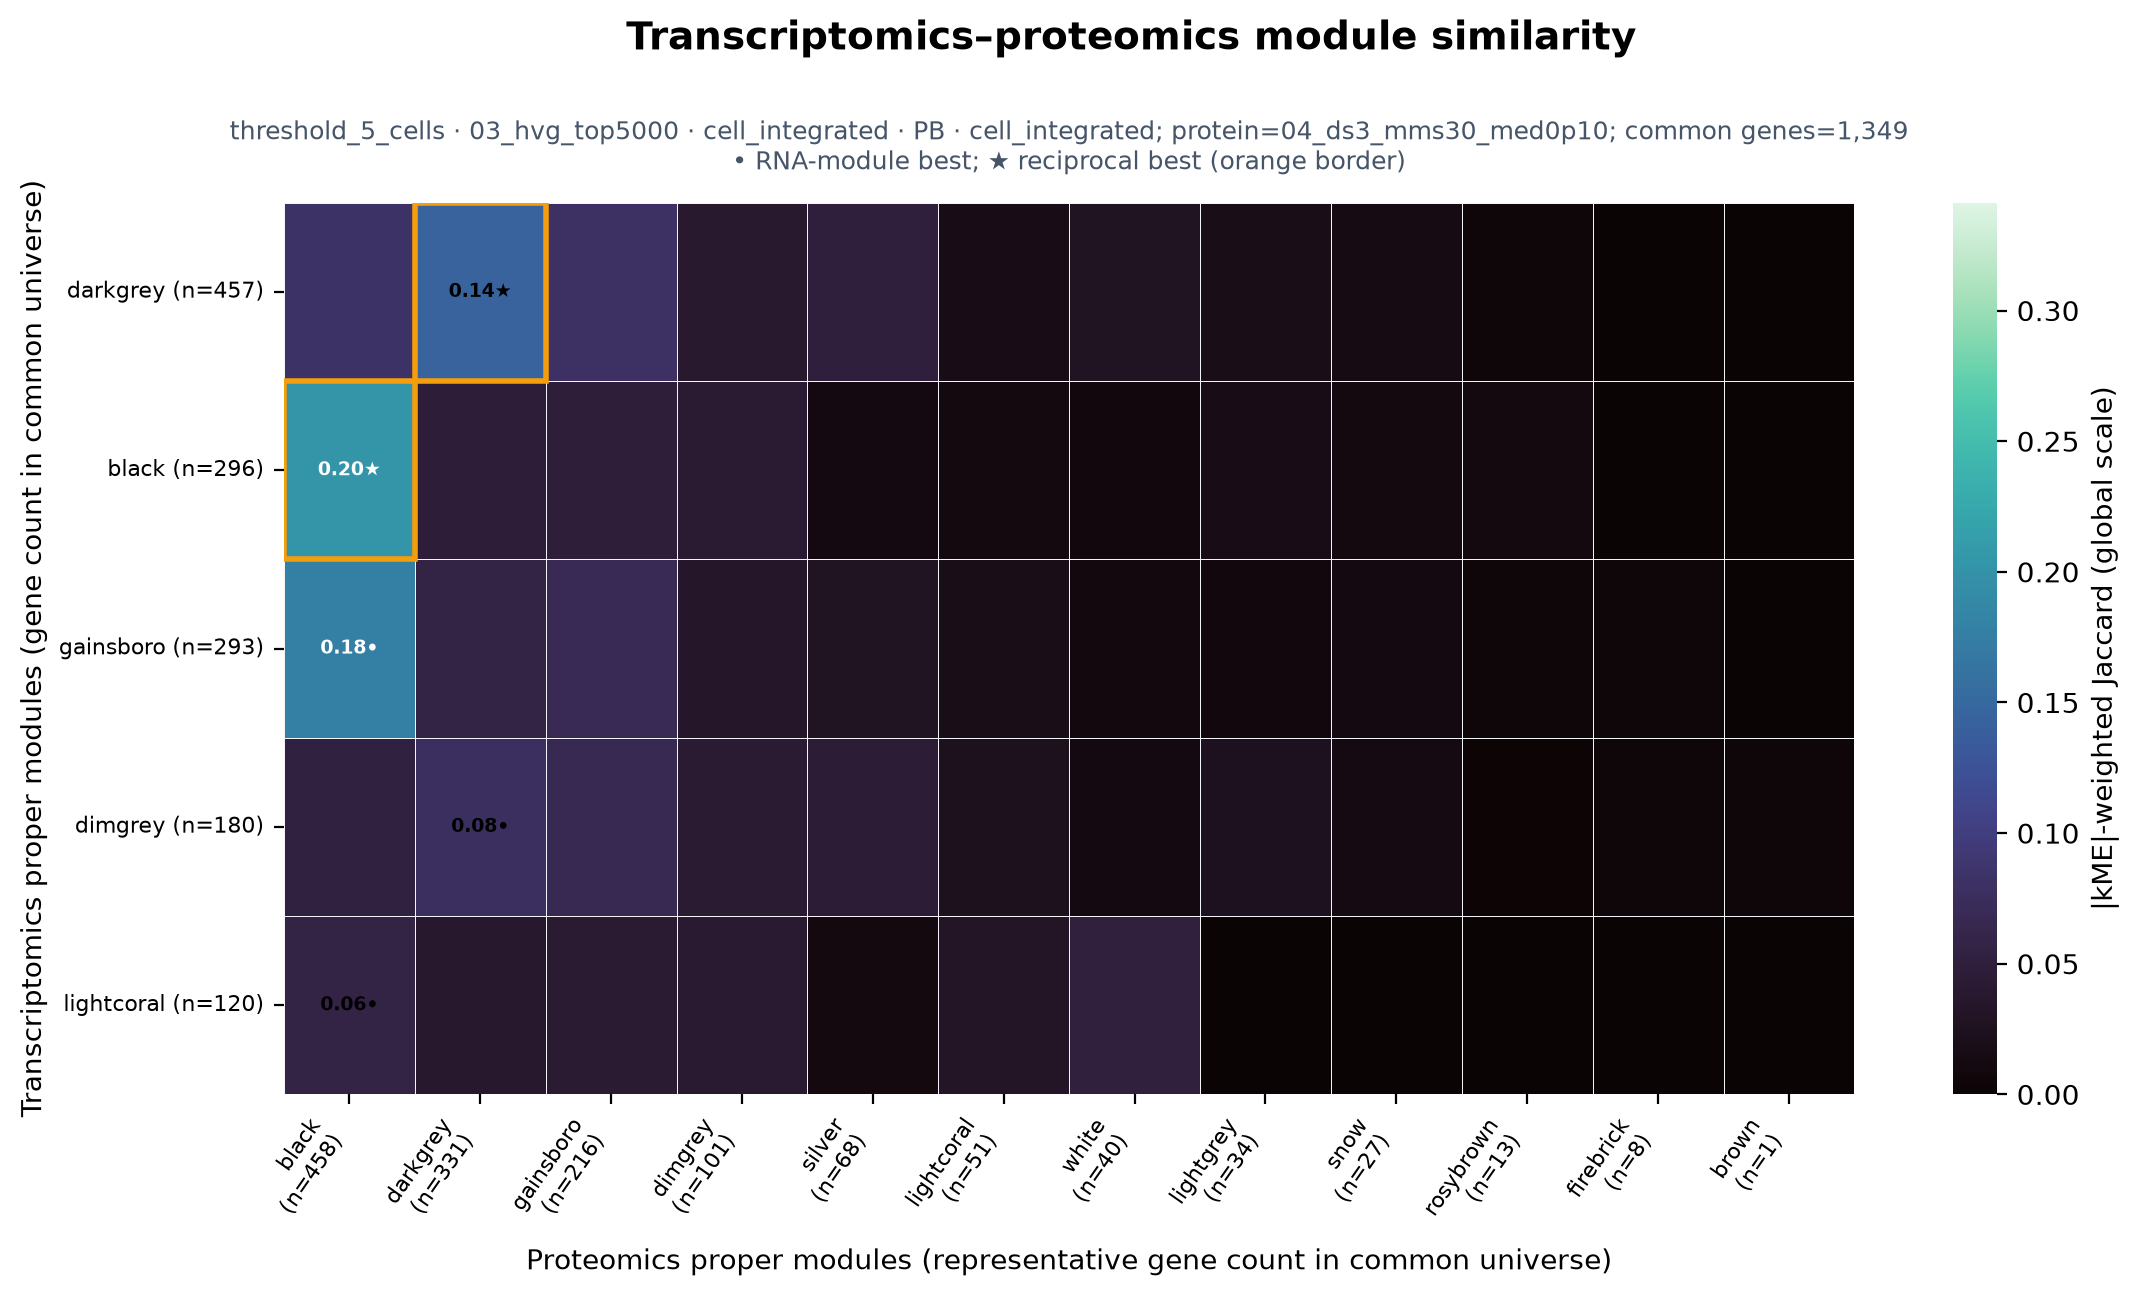 Transcriptomics–proteomics module similarity
threshold_5_cells · 03_hvg_top5000 · cell_integrated · PB · cell_integrated; protein=04_ds3_mms30_med0p10; common genes=1,349
• RNA-module best; ★ reciprocal best (orange border)
Transcriptomics proper modules (gene count in common universe)
darkgrey (n=457)
black (n=296)
gainsboro (n=293)
dimgrey (n=180)
lightcoral (n=120)
0.14★
0.20★
0.18•
0.08•
0.06•
black
(n=458)
darkgrey
(n=331)
gainsboro
(n=216)
dimgrey
(n=101)
silver
(n=68)
lightcoral
(n=51)
white
(n=40)
lightgrey
(n=34)
snow
(n=27)
rosybrown
(n=13)
firebrick
(n=8)
brown
(n=1)
Proteomics proper modules (representative gene count in common universe)
0.30
0.25
0.20
0.15
0.10
0.05
0.00
|kME|-weighted Jaccard (global scale)